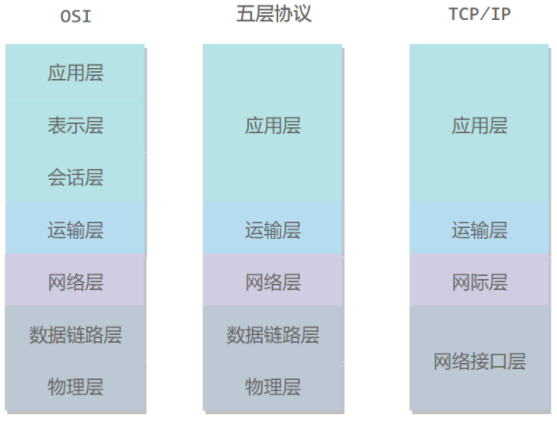 OSI
五层协议
TCP/IP
应用层
表示层
会话层
运输层
网络层
数据链路层
物理层
应用层
运输层
网络层
数据链路层
物理层
应用层
运输层
网际层
网络接口层